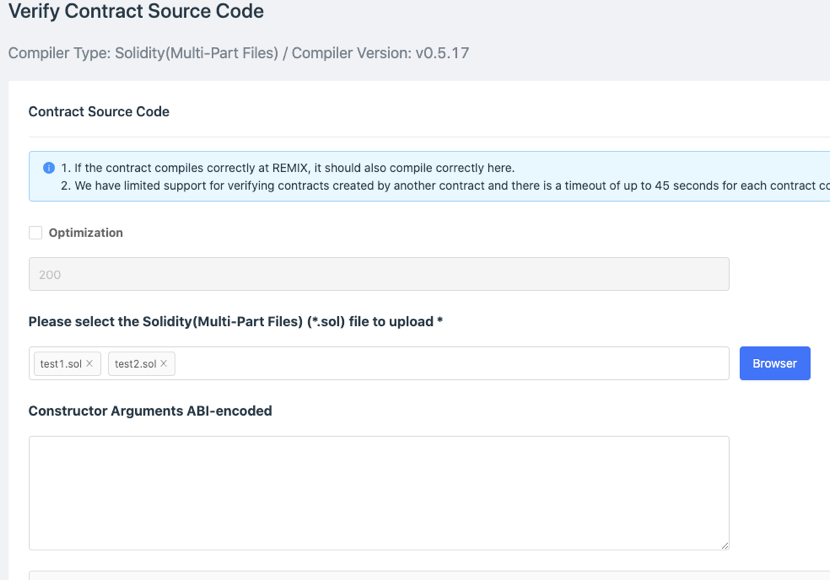 Verify Contract Source Code
Compiler Type: Solidity(Multi-Part Files) / Compiler Version: v0.5.17
Contract Source Code
1. If the contract compiles correctly at REMIX, it should also compile correctly here.
2. We have limited support for verifying contracts created by another contract and there is a timeout of up to 45 seconds for each contract co
Optimization
200
Please select the Solidity(Multi-Part Files) (*.sol) file to upload *
test1.sol × test2.sol ×
Browser
Constructor Arguments ABI-encoded